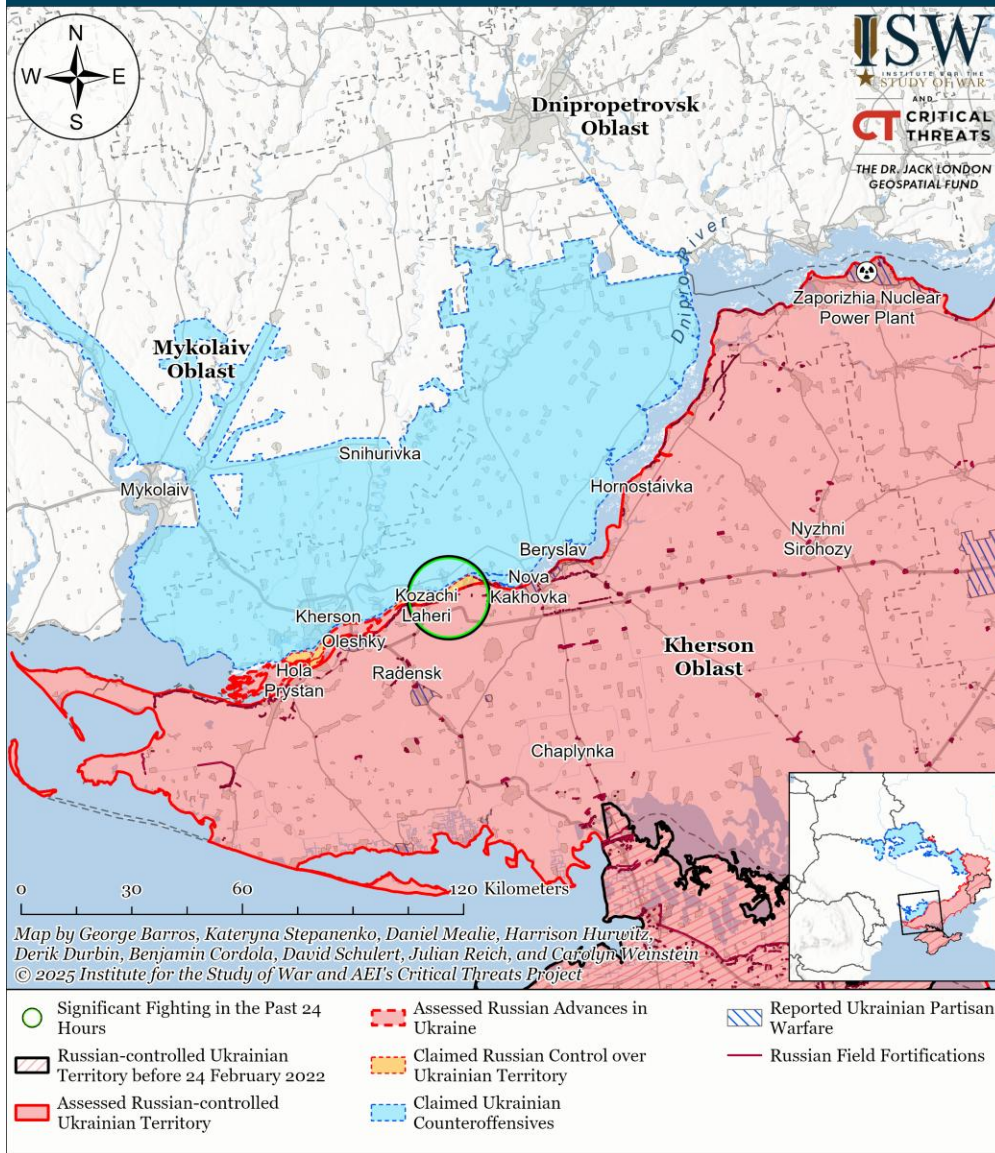 N
W
E
S
ISW
INSTITUTE FOR THE
STUDY OF WAR
AND
CT CRITICAL
THREATS
THE DR. JACK LONDON
GEOSPATIAL FUND
Dnipropetrovsk
Oblast
Dnipro River
Zaporizhia Nuclear
Power Plant
Mykolaiv
Oblast
Snihurivka
Mykolaiv
Hornostaivka
Nyzhni
Sirohozy
Beryslav
Nova
Kakhovka
Kozachi
Laheri
Kherson
Oleshky
Hola
Prystan
Radensk
Kherson
Oblast
Chaplynka
0 30 60 120 Kilometers
Map by George Barros, Kateryna Stepanenko, Daniel Mealie, Harrison Hurwitz,
Derik Durbin, Benjamin Cordola, David Schulert, Julian Reich, and Carolyn Weinstein
© 2025 Institute for the Study of War and AEI's Critical Threats Project
Significant Fighting in the Past 24
Hours
Russian-controlled Ukrainian
Territory before 24 February 2022
Assessed Russian-controlled
Ukrainian Territory
Assessed Russian Advances in
Ukraine
Claimed Russian Control over
Ukrainian Territory
Claimed Ukrainian
Counteroffensives
Reported Ukrainian Partisan
Warfare
Russian Field Fortifications